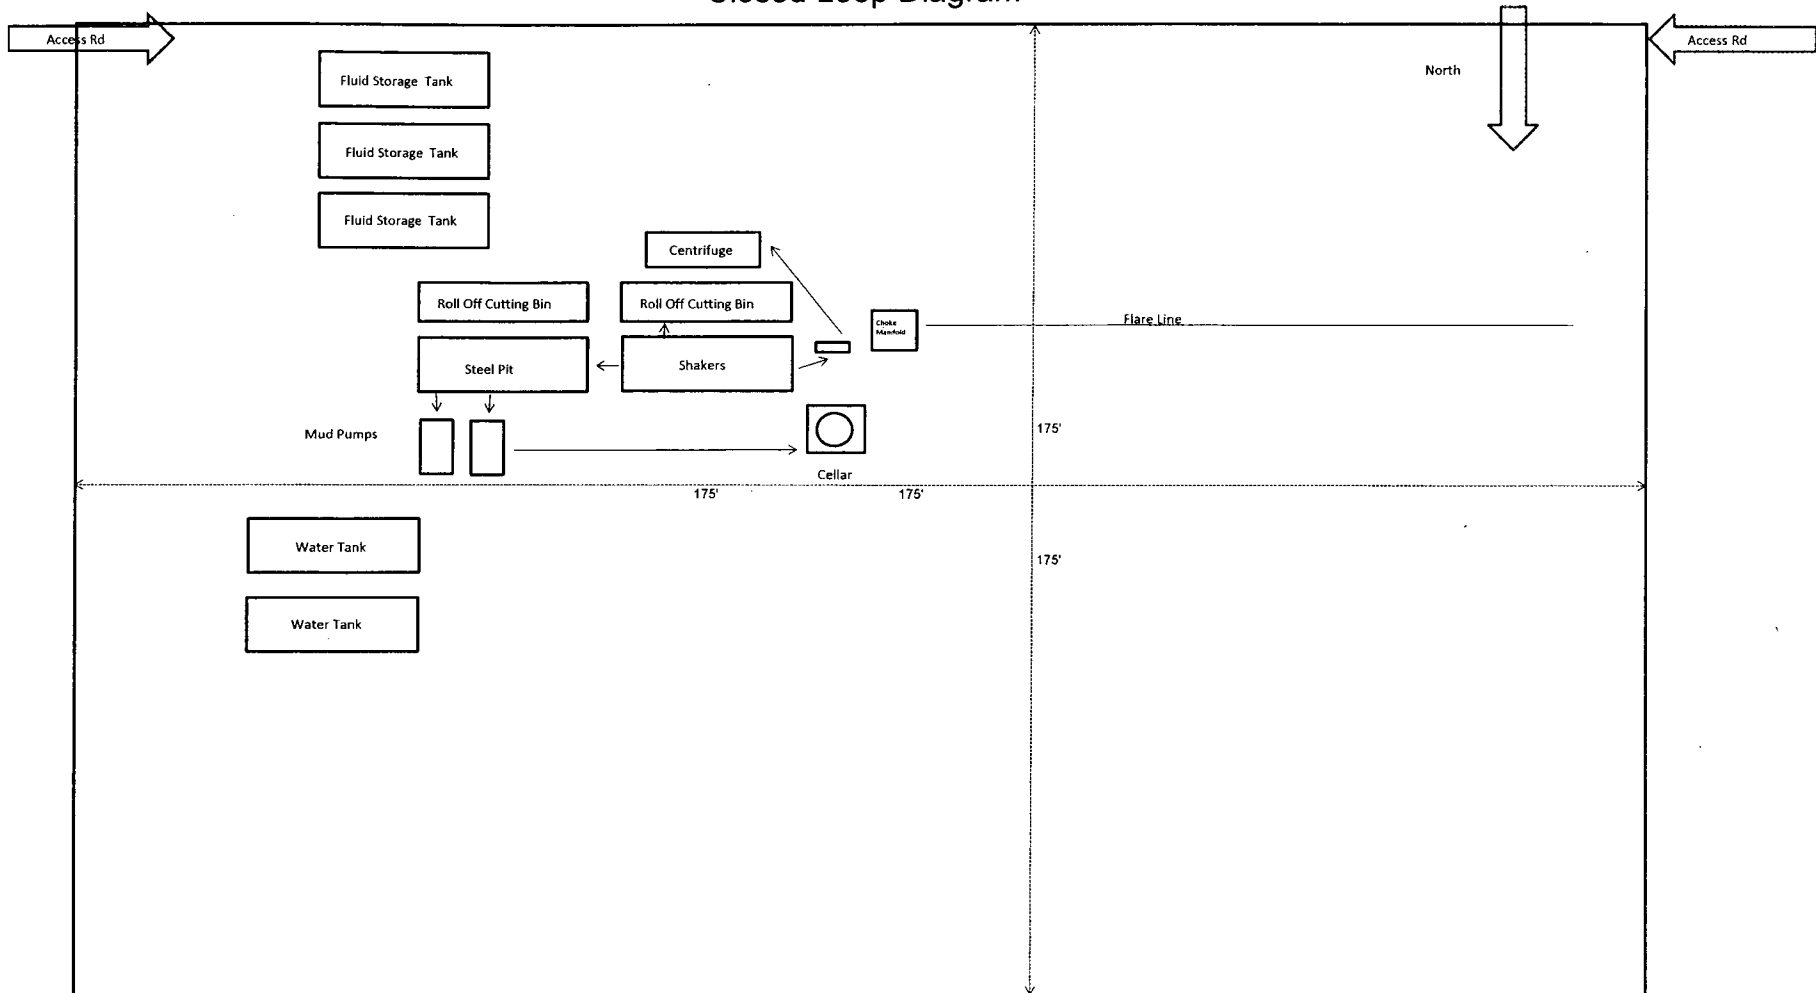 Closed Loop Diagram
Access Rd
Access Rd
North
Fluid Storage Tank
Fluid Storage Tank
Fluid Storage Tank
Centrifuge
Roll Off Cutting Bin
Roll Off Cutting Bin
Choke
Manifold
Flare Line
Steel Pit
Shakers
Mud Pumps
175'
Cellar
175'
175'
Water Tank
175'
Water Tank